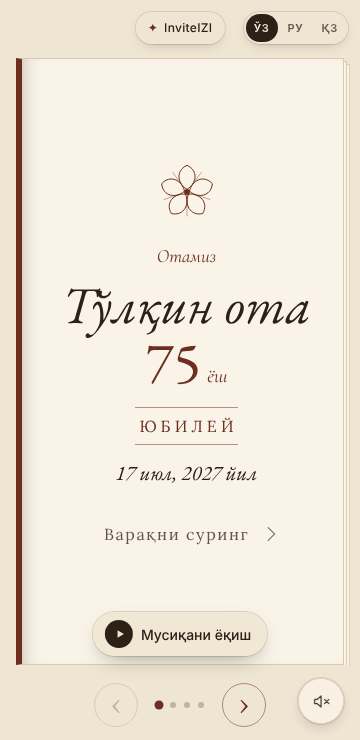 InviteIZI
ЎЗ РУ ҚЗ
Отамиз
Тўлқин ота
75 ёш
ЮБИЛЕЙ
17 июл, 2027 йил
Варақни суринг
Мусиқани ёқиш